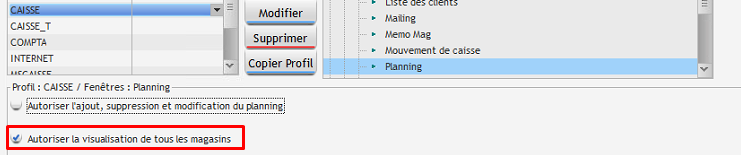 CAISSE
CAISSE_T
COMPTA
INTERNET
MSCAISSE
Modifier
Supprimer
Copier Profil
Liste des clients
Mailing
Memo Mag
Mouvement de caisse
Planning
Profil : CAISSE / Fenêtres : Planning
Autoriser l'ajout, suppression et modification du planning
Autoriser la visualisation de tous les magasins